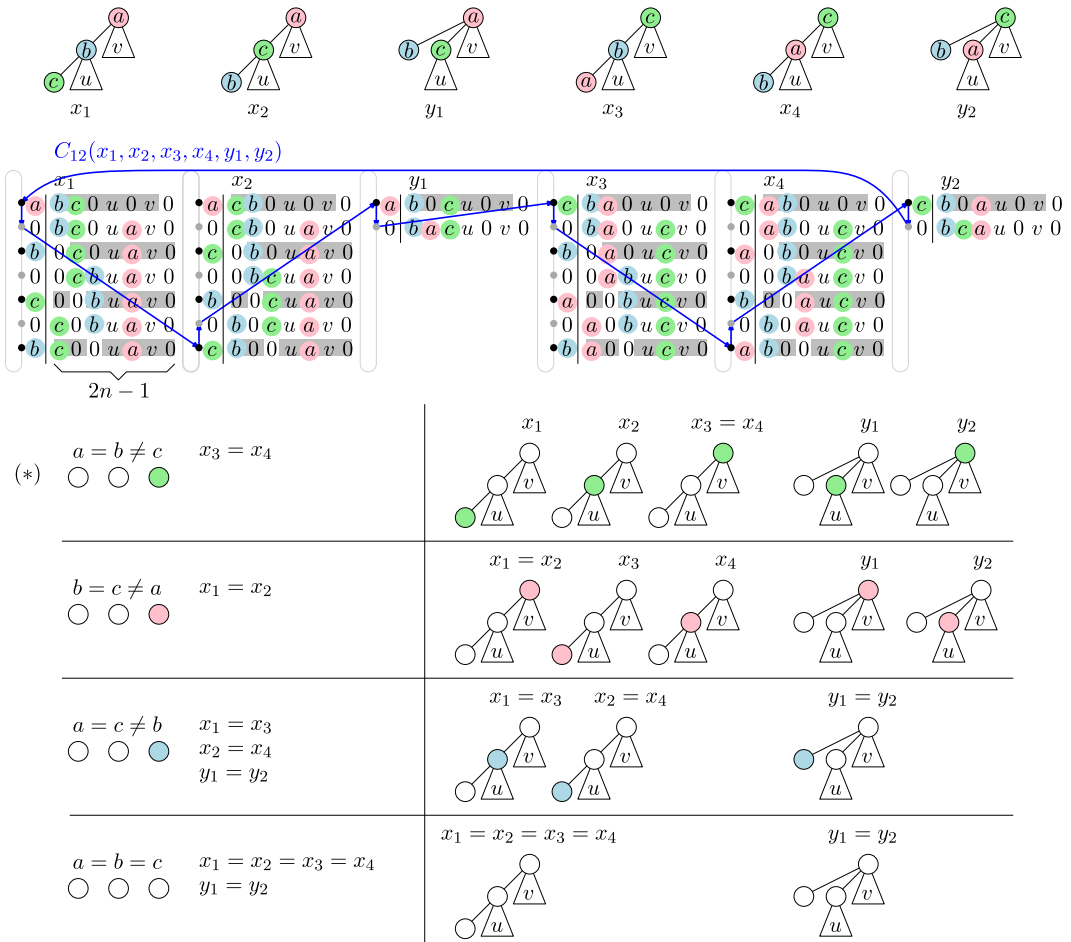 a a a c c c
b v c v b c v b v a v b a v
c u b u u a u b u u
x₁ x₂ y₁ x₃ x₄ y₂
C₁₂(x₁, x₂, x₃, x₄, y₁, y₂)
x₁ x₂ y₁ x₃ x₄ y₂
a b c 0 u 0 v 0 a c b 0 u 0 v 0 a b 0 c u 0 v 0 c b a 0 u 0 v 0 c a b 0 u 0 v 0 c b 0 a u 0 v 0
0 b c 0 u a v 0 0 c b 0 u a v 0 0 b a c u 0 v 0 0 b a 0 u c v 0 0 a b 0 u c v 0 0 b c a u 0 v 0
b 0 c 0 u a v 0 c 0 b 0 u a v 0 b 0 a 0 u c v 0 a 0 b 0 u c v 0
0 0 c b u a v 0 0 0 b c u a v 0 0 0 a b u c v 0 0 0 b a u c v 0
c 0 0 b u a v 0 b 0 0 c u a v 0 a 0 0 b u c v 0 b 0 0 a u c v 0
0 c 0 b u a v 0 0 b 0 c u a v 0 0 a 0 b u c v 0 0 b 0 a u c v 0
b c 0 0 u a v 0 c b 0 0 u a v 0 b a 0 0 u c v 0 a b 0 0 u c v 0
2n − 1
(∗) a = b ≠ c x₃ = x₄ x₁ x₂ x₃ = x₄ y₁ y₂
v v v v v
u u u u u
b = c ≠ a x₁ = x₂ x₁ = x₂ x₃ x₄ y₁ y₂
v v v v v
u u u u u
a = c ≠ b x₁ = x₃ x₁ = x₃ x₂ = x₄ y₁ = y₂
x₂ = x₄ v v v
y₁ = y₂ u u u
a = b = c x₁ = x₂ = x₃ = x₄ x₁ = x₂ = x₃ = x₄ y₁ = y₂
y₁ = y₂ v v
u u